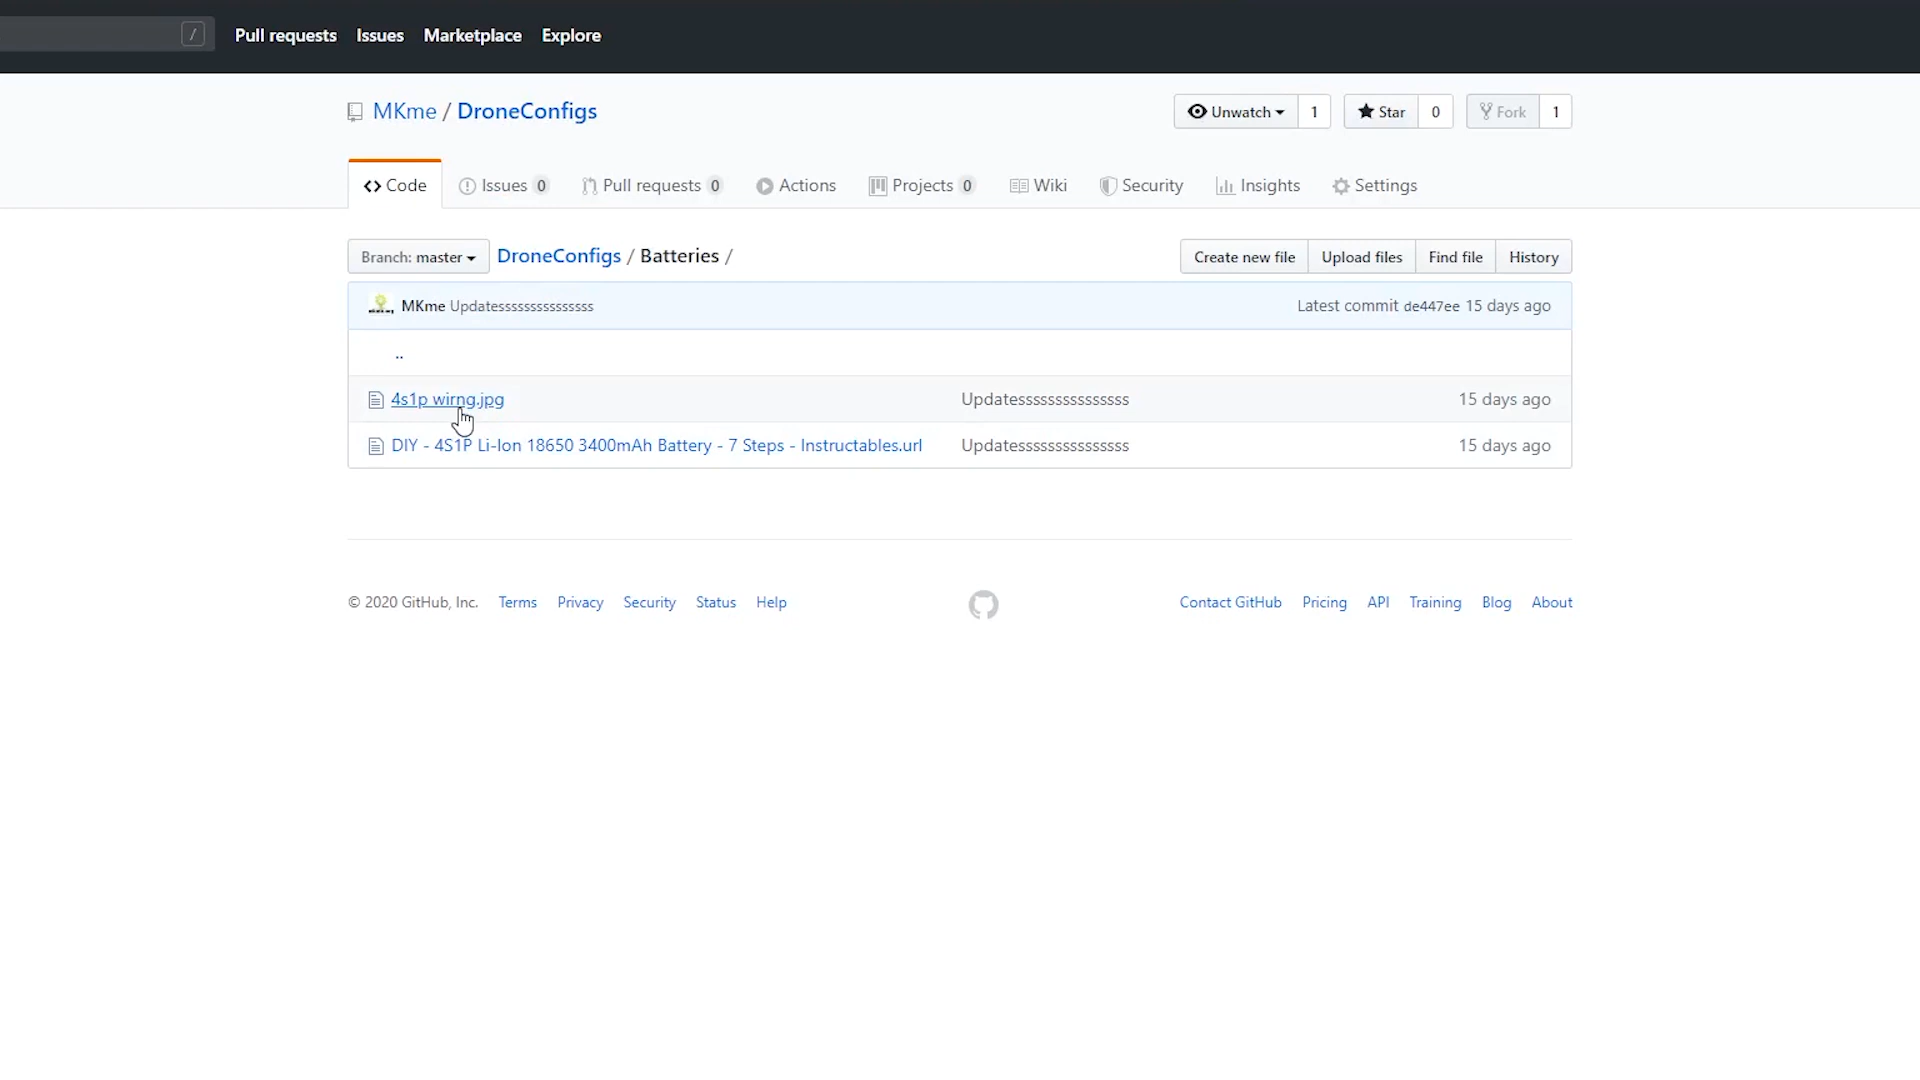 / Pull requests Issues Marketplace Explore
MKme / DroneConfigs Unwatch 1 Star 0 Fork 1
Code Issues 0 Pull requests 0 Actions Projects 0 Wiki Security Insights Settings
Branch: master DroneConfigs / Batteries / Create new file Upload files Find file History
MKme Updatesssssssssssssss Latest commit de447ee 15 days ago
..
4s1p wirng.jpg Updatesssssssssssssss 15 days ago
DIY - 4S1P Li-Ion 18650 3400mAh Battery - 7 Steps - Instructables.url Updatesssssssssssssss 15 days ago
© 2020 GitHub, Inc. Terms Privacy Security Status Help Contact GitHub Pricing API Training Blog About